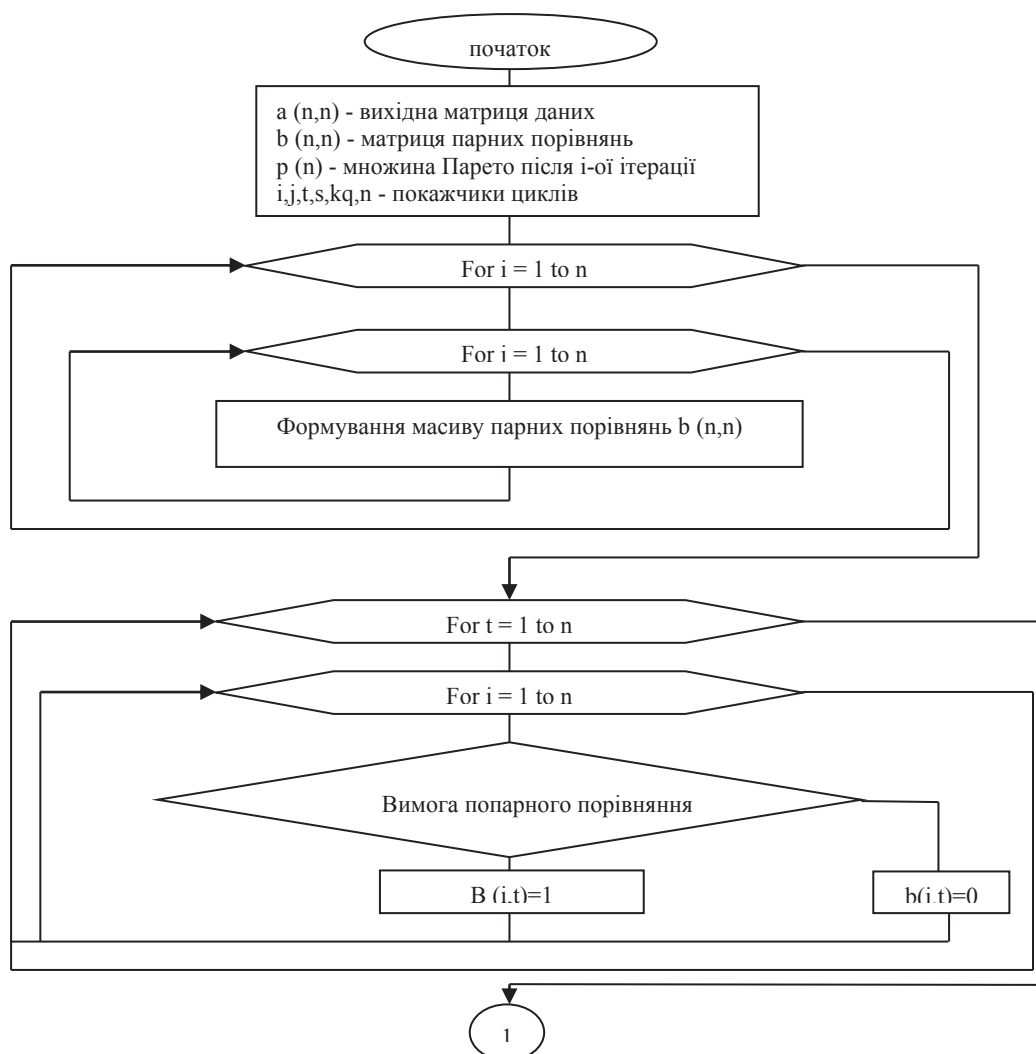 початок
a (n,n) - вихідна матриця даних
b (n,n) - матриця парних порівнянь
p (n) - множина Парето після і-ої ітерації
i,j,t,s,kq,n - покажчики циклів
For i = 1 to n
For i = 1 to n
Формування масиву парних порівнянь b (n,n)
For t = 1 to n
For i = 1 to n
Вимога попарного порівняння
B (i,t)=1
b(i,t)=0
1